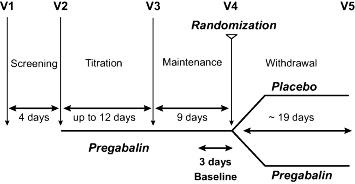 V1 V2 V3 V4 V5
Randomization
Screening Titration Maintenance Withdrawal
Placebo
4 days up to 12 days 9 days ~ 19 days
Pregabalin
3 days
Baseline
Pregabalin